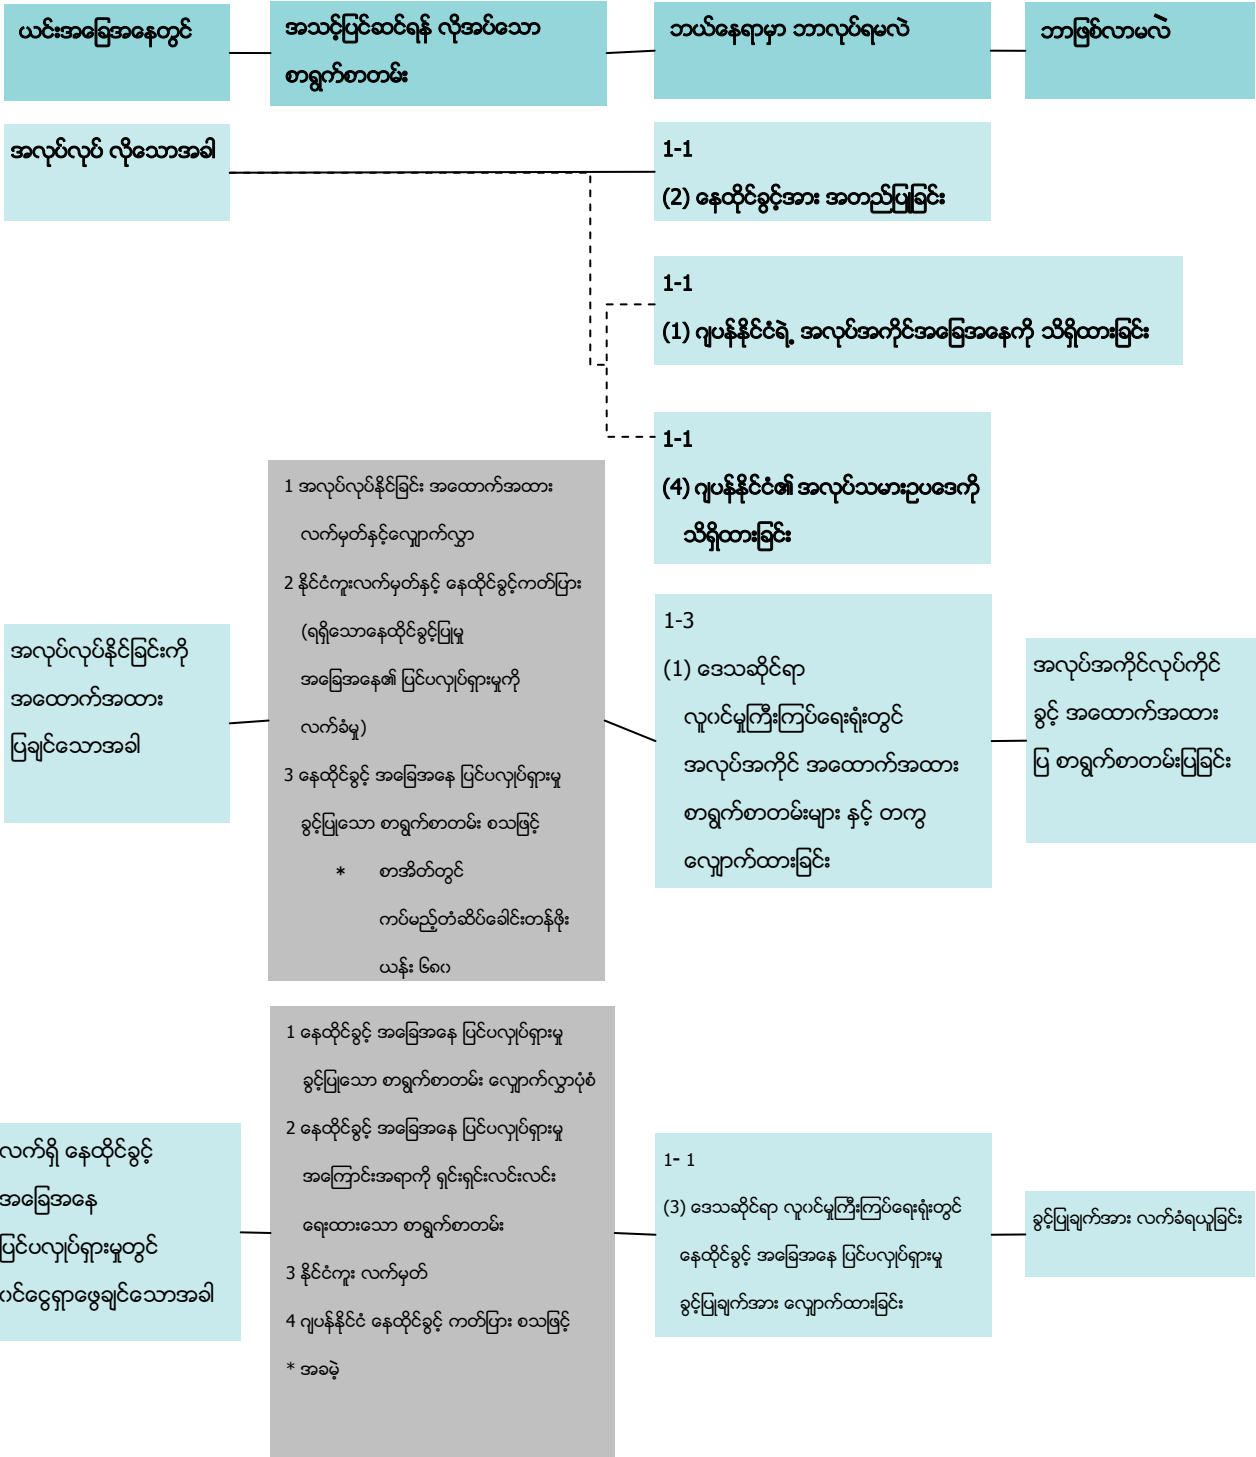 ယင်းအခြေအနေတွင်
အသင့်ပြင်ဆင်ရန် လိုအပ်သော
စာရွက်စာတမ်း
ဘယ်နေရာမှာ ဘာလုပ်ရမလဲ
ဘာဖြစ်လာမလဲ
အလုပ်လုပ် လိုသောအခါ
1-1
(2) နေထိုင်ခွင့်အား အတည်ပြုခြင်း
1-1
(1) ဂျပန်နိုင်ငံရဲ့ အလုပ်အကိုင်အခြေအနေကို သိရှိထားခြင်း
1-1
(4) ဂျပန်နိုင်ငံ၏ အလုပ်သမားဥပဒေကို
သိရှိထားခြင်း
အလုပ်လုပ်နိုင်ခြင်းကို
အထောက်အထား
ပြချင်သောအခါ
1 အလုပ်လုပ်နိုင်ခြင်း အထောက်အထား
လက်မှတ်နှင့်လျှောက်လွှာ
2 နိုင်ငံကူးလက်မှတ်နှင့် နေထိုင်ခွင့်ကတ်ပြား
(ရရှိသောနေထိုင်ခွင့်ပြုမှု
အခြေအနေ၏ ပြင်ပလှုပ်ရှားမှုကို
လက်ခံမှု)
3 နေထိုင်ခွင့် အခြေအနေ ပြင်ပလှုပ်ရှားမှု
ခွင့်ပြုသော စာရွက်စာတမ်း စသဖြင့်
* စာအိတ်တွင်
ကပ်မည့်တံဆိပ်ခေါင်းတန်ဖိုး
ယန်း ၆၈၀
1-3
(1) ဒေသဆိုင်ရာ
လူ၀င်မှုကြီးကြပ်ရေးရုံးတွင်
အလုပ်အကိုင် အထောက်အထား
စာရွက်စာတမ်းများ နှင့် တကွ
လျှောက်ထားခြင်း
အလုပ်အကိုင်လုပ်ကိုင်
ခွင့် အထောက်အထား
ပြ စာရွက်စာတမ်းပြခြင်း
လက်ရှိ နေထိုင်ခွင့်
အခြေအနေ
ပြင်ပလှုပ်ရှားမှုတွင်
၀င်ငွေရှာဖွေချင်သောအခါ
1 နေထိုင်ခွင့် အခြေအနေ ပြင်ပလှုပ်ရှားမှု
ခွင့်ပြုသော စာရွက်စာတမ်း လျှောက်လွှာပုံစံ
2 နေထိုင်ခွင့် အခြေအနေ ပြင်ပလှုပ်ရှားမှု
အကြောင်းအရာကို ရှင်းရှင်းလင်းလင်း
ရေးထားသော စာရွက်စာတမ်း
3 နိုင်ငံကူး လက်မှတ်
4 ဂျပန်နိုင်ငံ နေထိုင်ခွင့် ကတ်ပြား စသဖြင့်
* အခမဲ့
1- 1
(3) ဒေသဆိုင်ရာ လူ၀င်မှုကြီးကြပ်ရေးရုံးတွင်
နေထိုင်ခွင့် အခြေအနေ ပြင်ပလှုပ်ရှားမှု
ခွင့်ပြုချက်အား လျှောက်ထားခြင်း
ခွင့်ပြုချက်အား လက်ခံရယူခြင်း